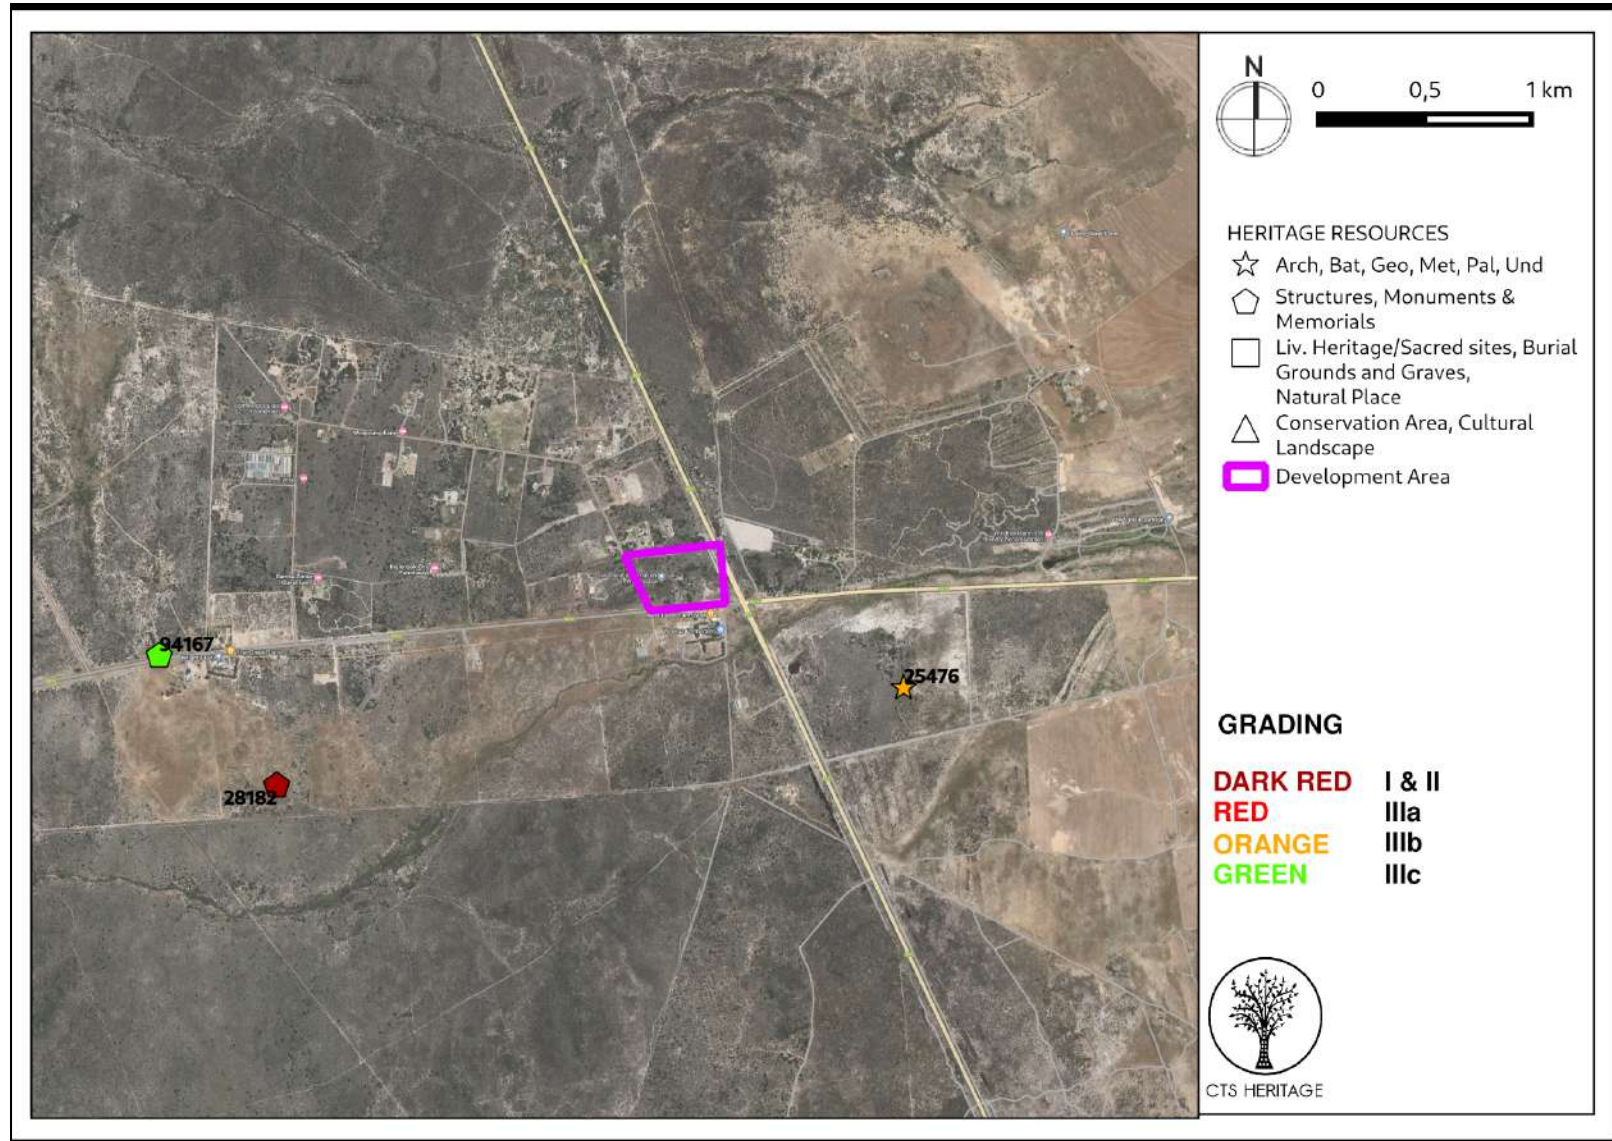 N
0 0,5 1 km
HERITAGE RESOURCES
Arch, Bat, Geo, Met, Pal, Und
Structures, Monuments &
Memorials
Liv. Heritage/Sacred sites, Burial
Grounds and Graves,
Natural Place
Conservation Area, Cultural
Landscape
Development Area
94167
25476
28182
GRADING
DARK RED I & II
RED IIIa
ORANGE IIIb
GREEN IIIc
CTS HERITAGE